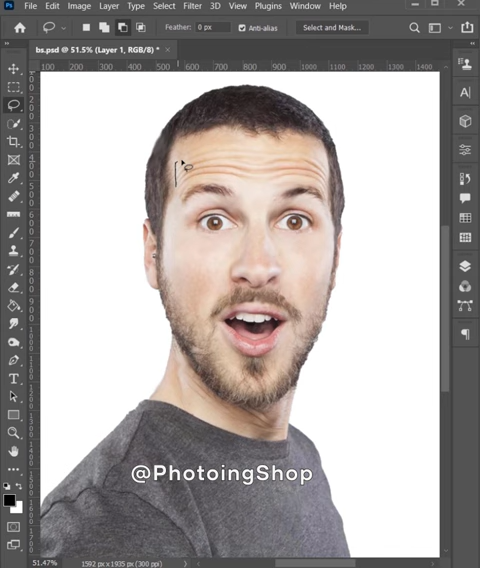 Ps File Edit Image Layer Type Select Filter 3D View Plugins Window Help
Feather: 0 px Anti-alias Select and Mask...
bs.psd @ 51.5% (Layer 1, RGB/8) *
100 200 300 400 500 600 700 800 900 1000 1100 1200 1300 1400
@PhotoingShop
51.47% 1592 px x 1935 px (300 ppi)